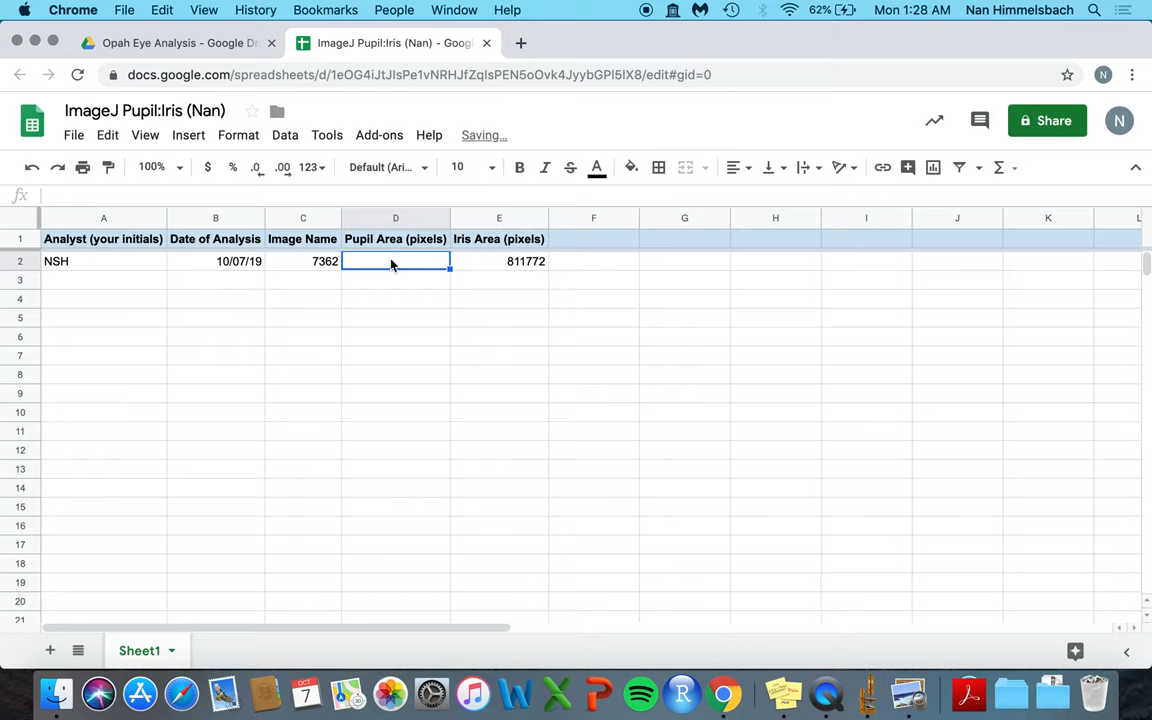 Chrome File Edit View History Bookmarks People Window Help 62% Mon 1:28 AM Nan Himmelsbach
Opah Eye Analysis - Google Dr ImageJ Pupil:Iris (Nan) - Goog
docs.google.com/spreadsheets/d/1eOG4iJtJIsPe1vNRHJfZqIsPEN5oOvk4JyybGPl5IX8/edit#gid=0 N
ImageJ Pupil:Iris (Nan)
Share N
File Edit View Insert Format Data Tools Add-ons Help Saving...
100% $ % .0 .00 123 Default (Ari... 10 B I S A
fx
A B C D E F G H I J K L
1 Analyst (your initials) Date of Analysis Image Name Pupil Area (pixels) Iris Area (pixels)
2 NSH 10/07/19 7362 811772
3
4
5
6
7
8
9
10
11
12
13
14
15
16
17
18
19
20
21
Sheet1
OCT 7 W X P R